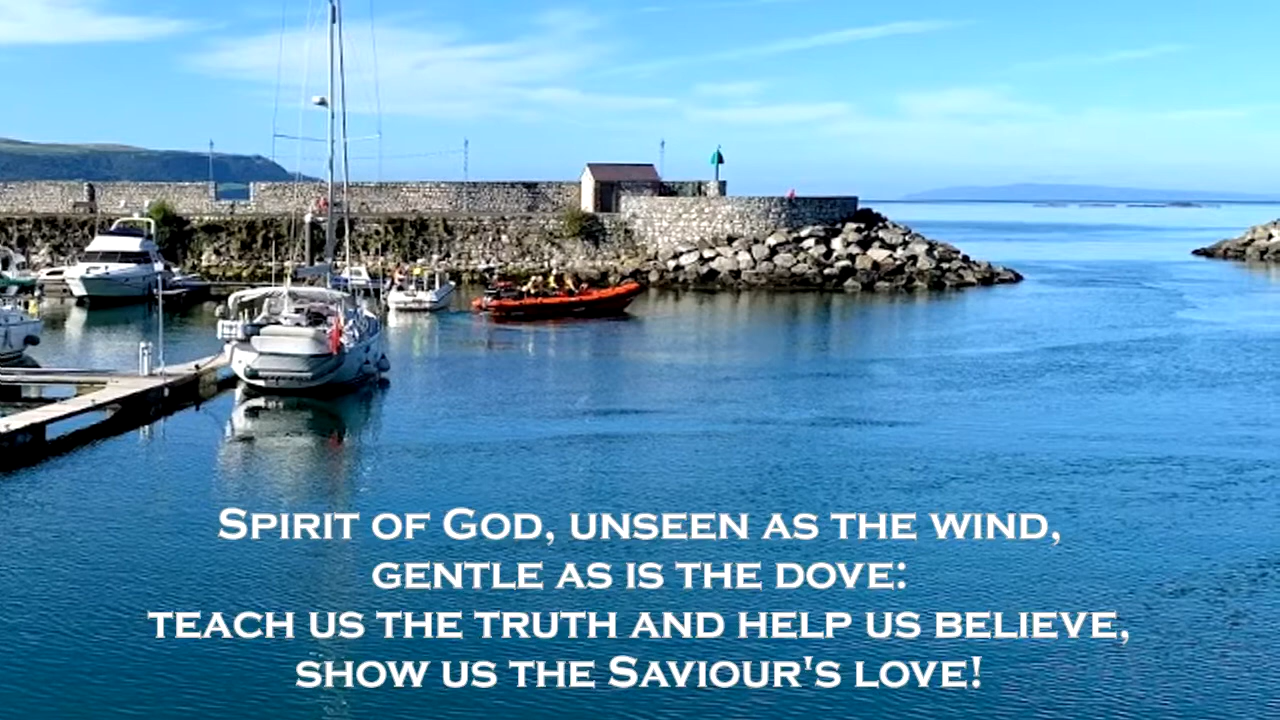 Spirit of God, unseen as the wind,
gentle as is the dove:
teach us the truth and help us believe,
show us the Saviour's love!